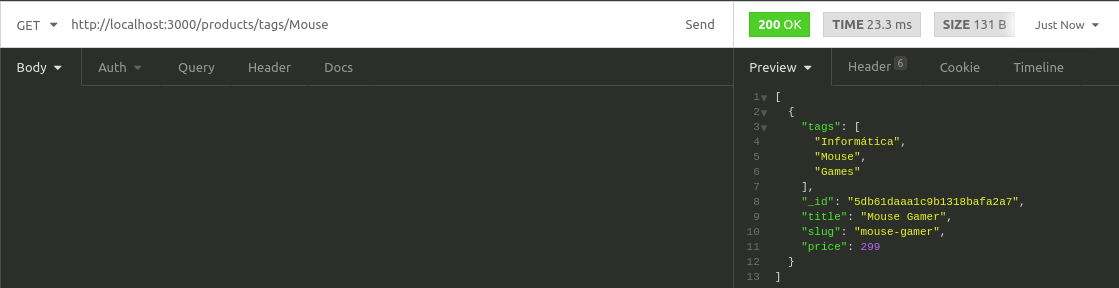 GET http://localhost:3000/products/tags/Mouse Send 200 OK TIME 23.3 ms SIZE 131 B Just Now
Body Auth Query Header Docs Preview Header 6 Cookie Timeline
1 [
2 {
3 "tags": [
4 "Informática",
5 "Mouse",
6 "Games"
7 ],
8 "_id": "5db61daaa1c9b1318bafa2a7",
9 "title": "Mouse Gamer",
10 "slug": "mouse-gamer",
11 "price": 299
12 }
13 ]